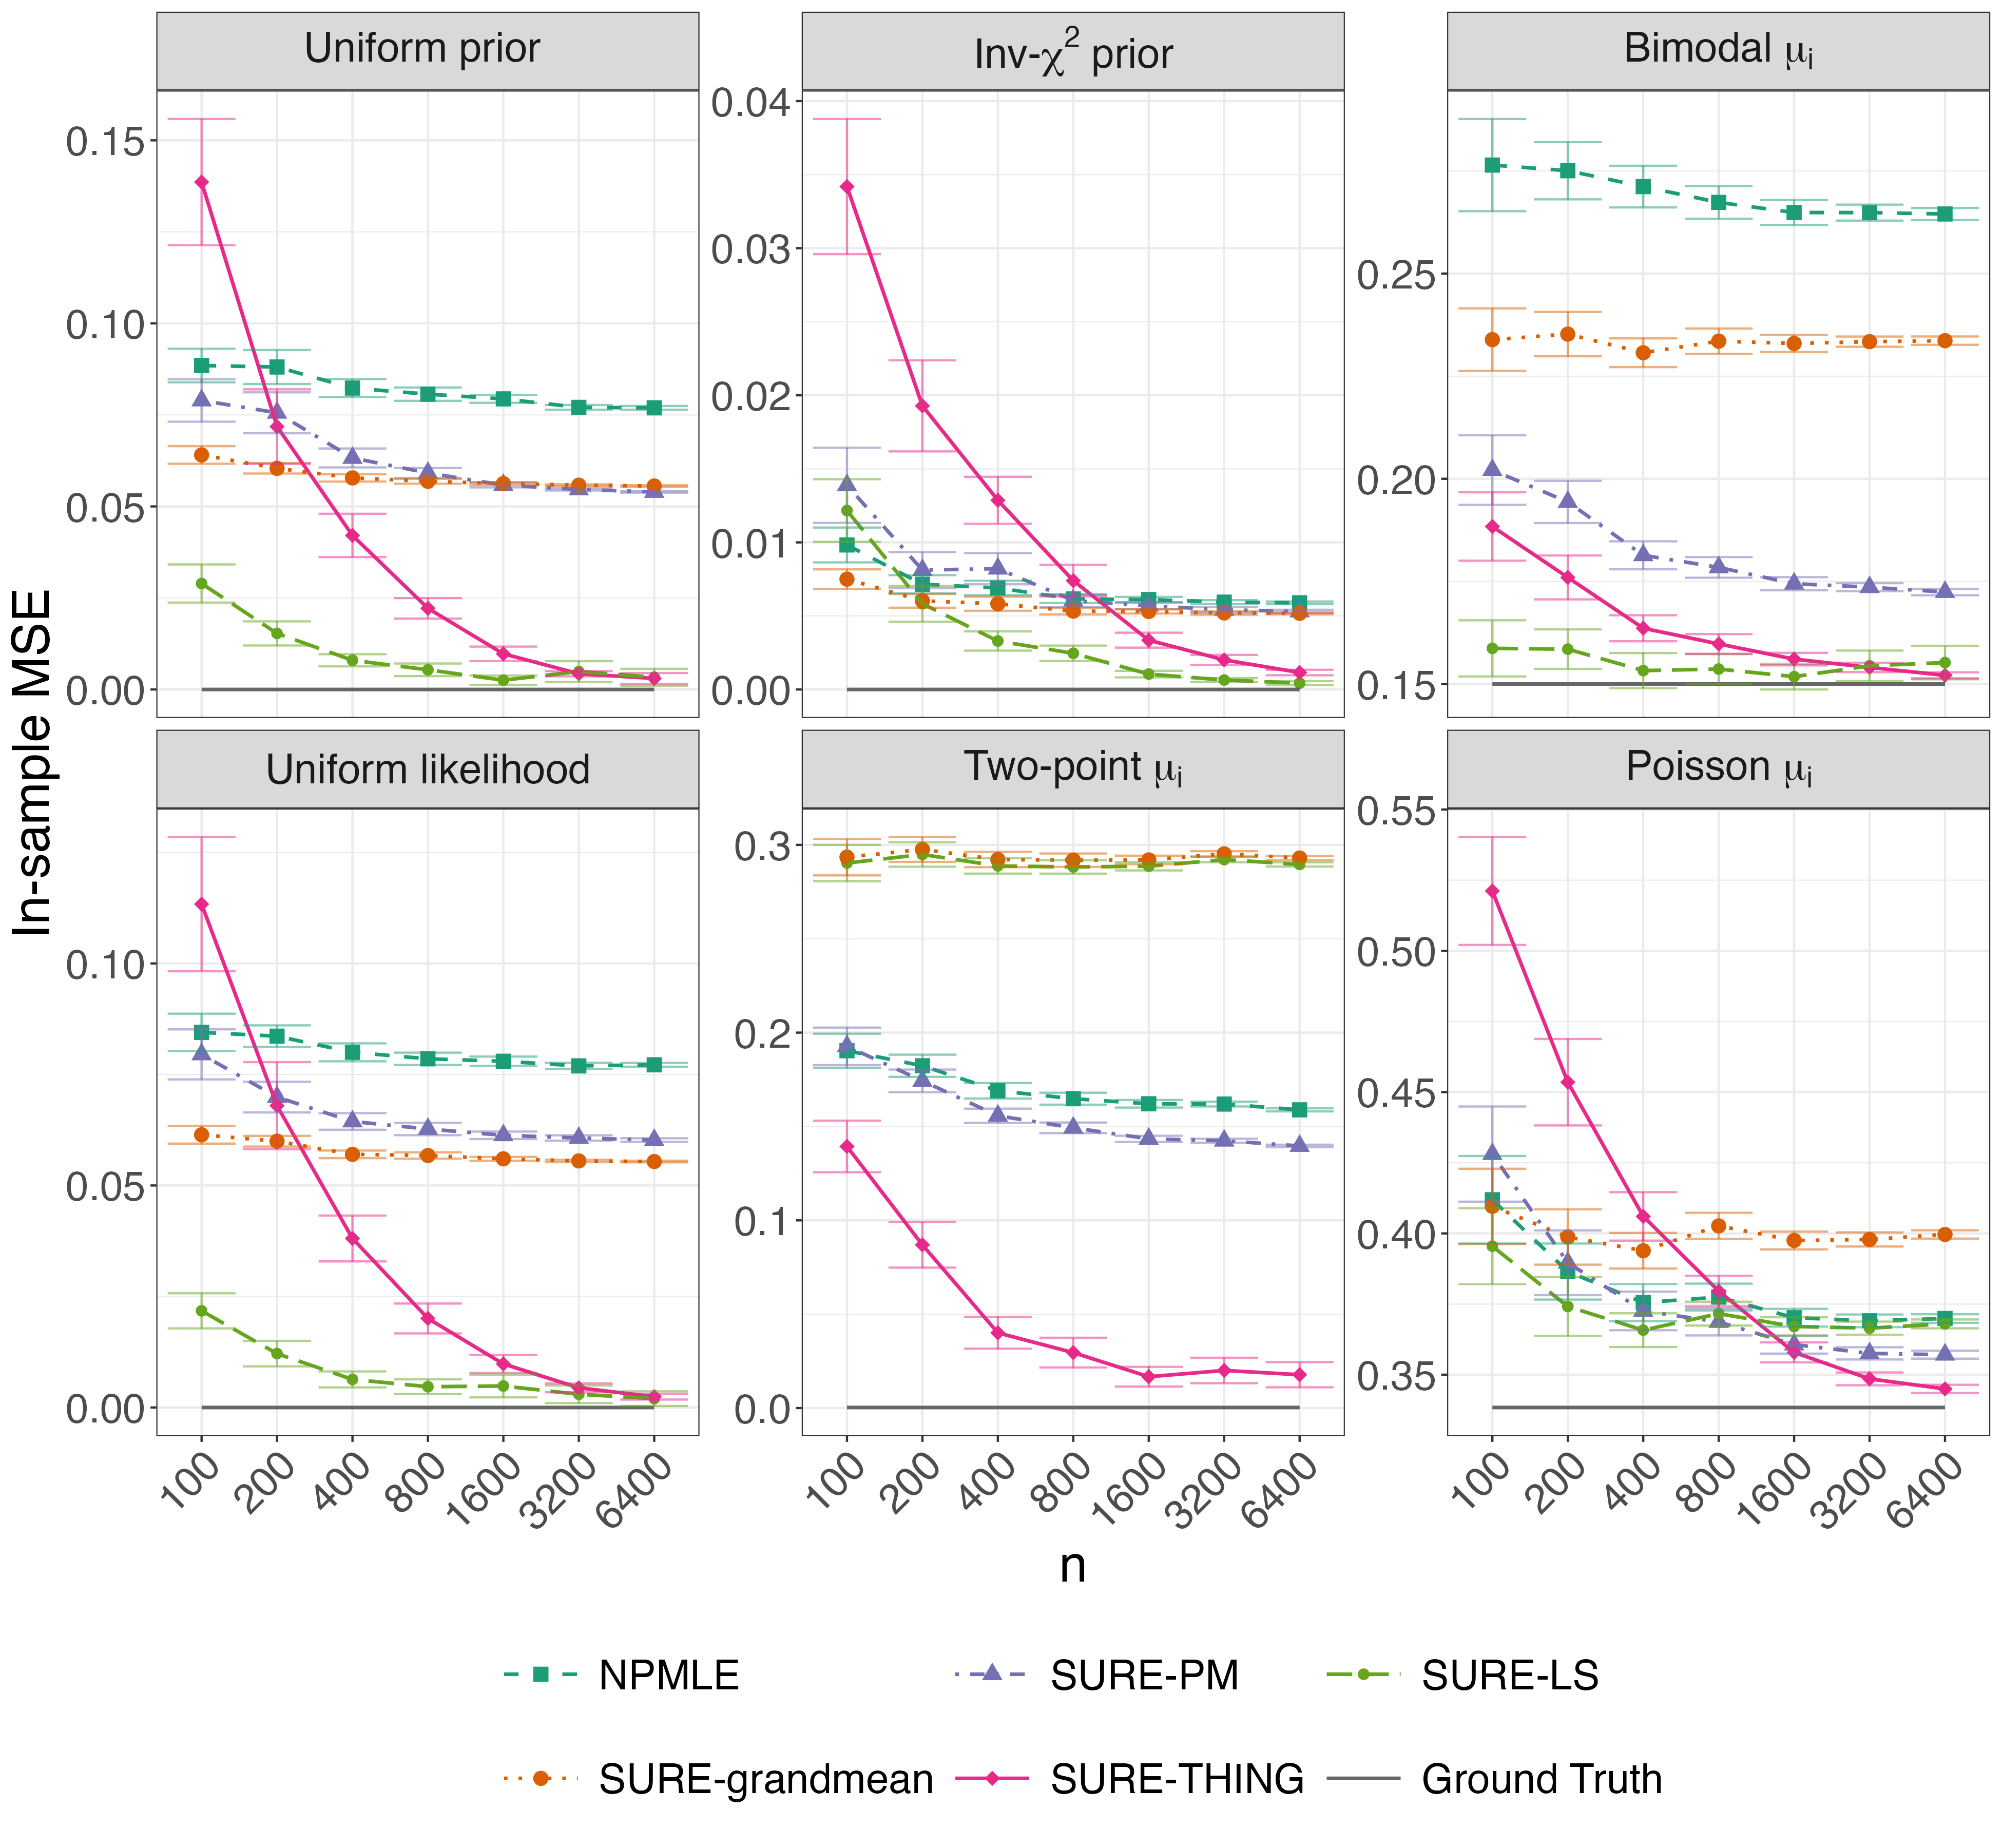 Uniform prior
Inv-χ² prior
Bimodal μᵢ
0.15
0.10
0.05
0.00
0.04
0.03
0.02
0.01
0.00
0.25
0.20
0.15
In-sample MSE
Uniform likelihood
Two-point μᵢ
Poisson μᵢ
0.10
0.05
0.00
0.3
0.2
0.1
0.0
0.55
0.50
0.45
0.40
0.35
100 200 400 800 1600 3200 6400
100 200 400 800 1600 3200 6400
100 200 400 800 1600 3200 6400
n
NPMLE SURE-PM SURE-LS
SURE-grandmean SURE-THING Ground Truth